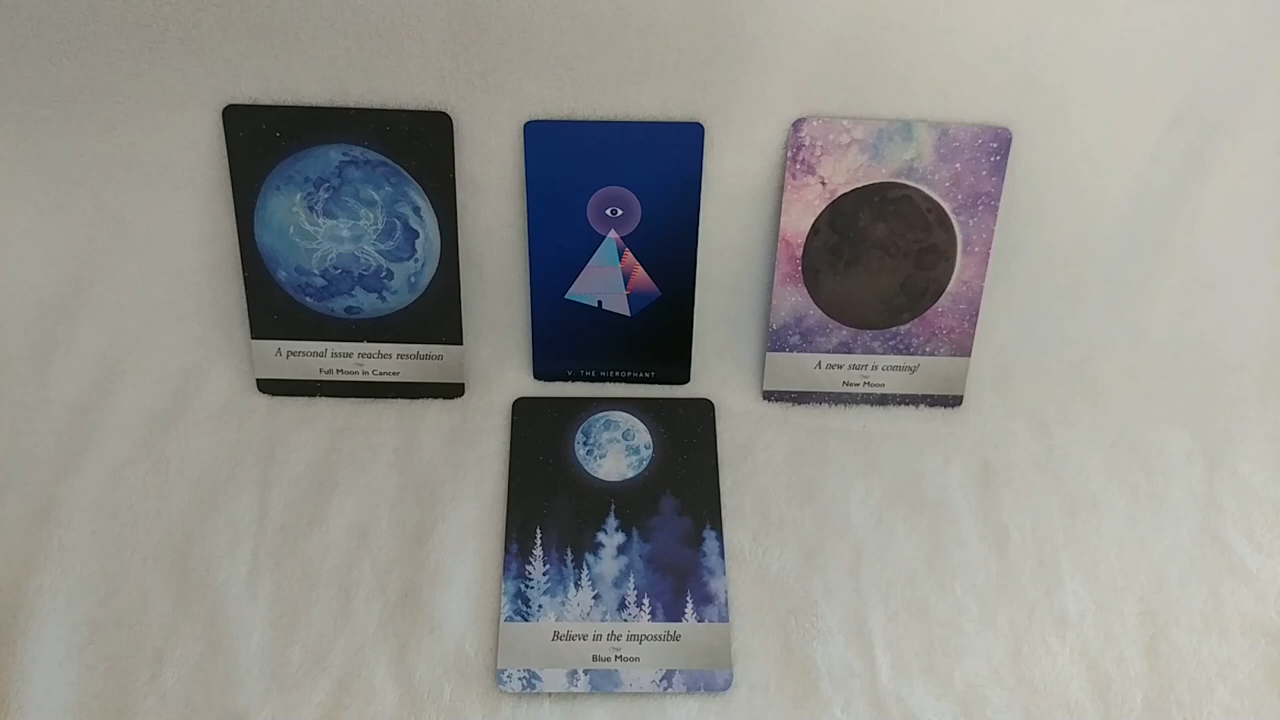 A personal issue reaches resolution
Full Moon in Cancer
V. THE HIEROPHANT
A new start is coming!
New Moon
Believe in the impossible
Blue Moon